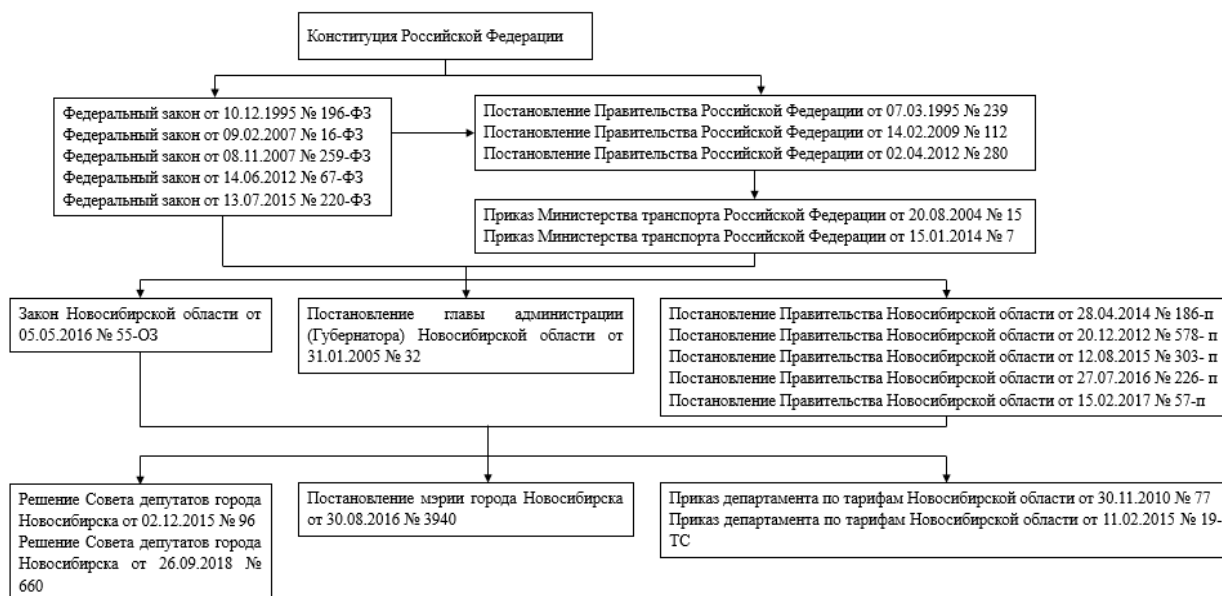 Конституция Российской Федерации
Федеральный закон от 10.12.1995 № 196-ФЗ
Федеральный закон от 09.02.2007 № 16-ФЗ
Федеральный закон от 08.11.2007 № 259-ФЗ
Федеральный закон от 14.06.2012 № 67-ФЗ
Федеральный закон от 13.07.2015 № 220-ФЗ
Постановление Правительства Российской Федерации от 07.03.1995 № 239
Постановление Правительства Российской Федерации от 14.02.2009 № 112
Постановление Правительства Российской Федерации от 02.04.2012 № 280
Приказ Министерства транспорта Российской Федерации от 20.08.2004 № 15
Приказ Министерства транспорта Российской Федерации от 15.01.2014 № 7
Закон Новосибирской области от
05.05.2016 № 55-ОЗ
Постановление главы администрации
(Губернатора) Новосибирской области от
31.01.2005 № 32
Постановление Правительства Новосибирской области от 28.04.2014 № 186-п
Постановление Правительства Новосибирской области от 20.12.2012 № 578- п
Постановление Правительства Новосибирской области от 12.08.2015 № 303- п
Постановление Правительства Новосибирской области от 27.07.2016 № 226- п
Постановление Правительства Новосибирской области от 15.02.2017 № 57-п
Решение Совета депутатов города
Новосибирска от 02.12.2015 № 96
Решение Совета депутатов города
Новосибирска от 26.09.2018 №
660
Постановление мэрии города Новосибирска
от 30.08.2016 № 3940
Приказ департамента по тарифам Новосибирской области от 30.11.2010 № 77
Приказ департамента по тарифам Новосибирской области от 11.02.2015 № 19-
ТС